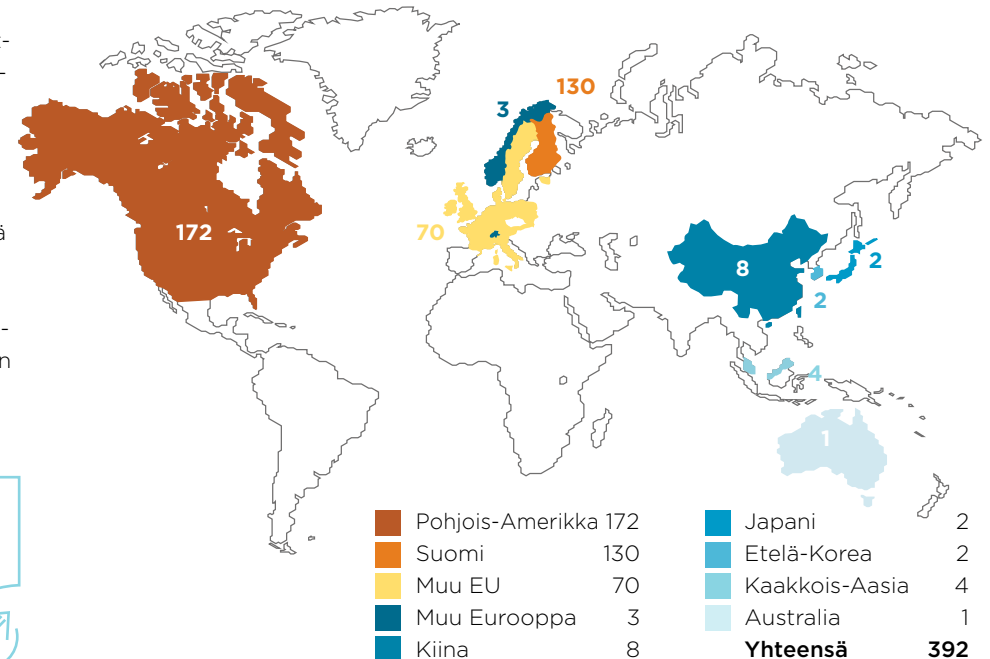 -
-
ä
-
n
130
3
172
70
8
2
2
4
1
Pohjois-Amerikka 172
Suomi 130
Muu EU 70
Muu Eurooppa 3
Kiina 8
Japani 2
Etelä-Korea 2
Kaakkois-Aasia 4
Australia 1
Yhteensä 392